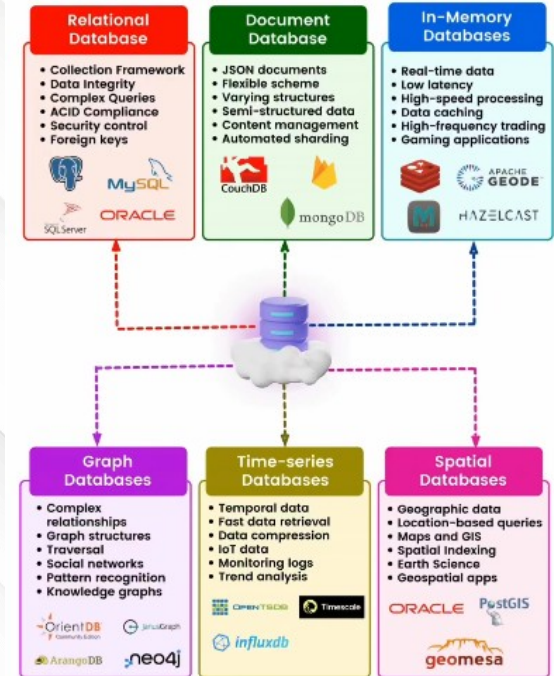 Relational
Database
Collection Framework
Data Integrity
Complex Queries
ACID Compliance
Security control
Foreign keys
MySQL
SQL Server
ORACLE
Document
Database
JSON documents
Flexible scheme
Varying structures
Semi-structured data
Content management
Automated sharding
CouchDB
mongoDB
In-Memory
Databases
Real-time data
Low latency
High-speed processing
Data caching
High-frequency trading
Gaming applications
APACHE
GEODE
M
HAZELCAST
Graph
Databases
Complex
relationships
Graph structures
Traversal
Social networks
Pattern recognition
Knowledge graphs
OrientDB
Community Edition
JanusGraph
ArangoDB
neo4j
Time-series
Databases
Temporal data
Fast data retrieval
Data compression
IoT data
Monitoring logs
Trend analysis
OPENTSDB
Timescale
influxdb
Spatial
Databases
Geographic data
Location-based queries
Maps and GIS
Spatial Indexing
Earth Science
Geospatial apps
ORACLE
PostGIS
geomesa